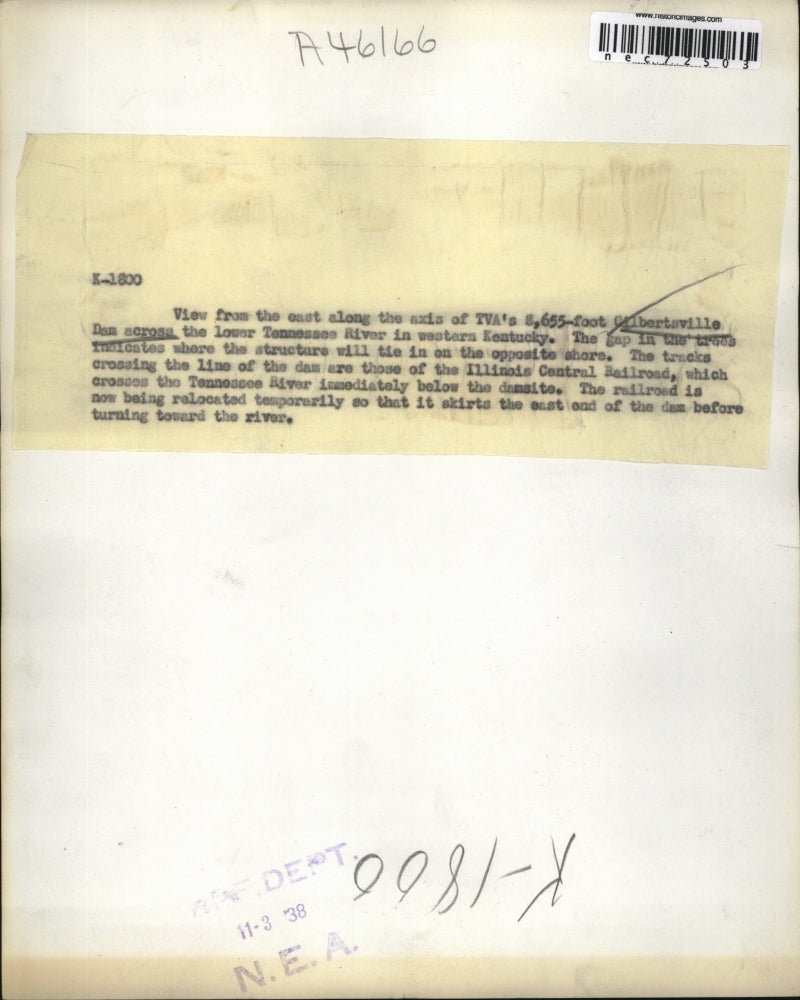 www.historicimages.com
nec72503
A46166
K-1800
View from the east along the axis of TVA's 8,655-foot Gilbertsville
Dam across the lower Tennessee River in western Kentucky. The gap in the trees
indicates where the structure will tie in on the opposite shore. The tracks
crossing the line of the dam are those of the Illinois Central Railroad, which
crosses the Tennessee River immediately below the damsite. The railroad is
now being relocated temporarily so that it skirts the east end of the dam before
turning toward the river.
K-1800
DEPT.
11-3 '38
N.E.A.